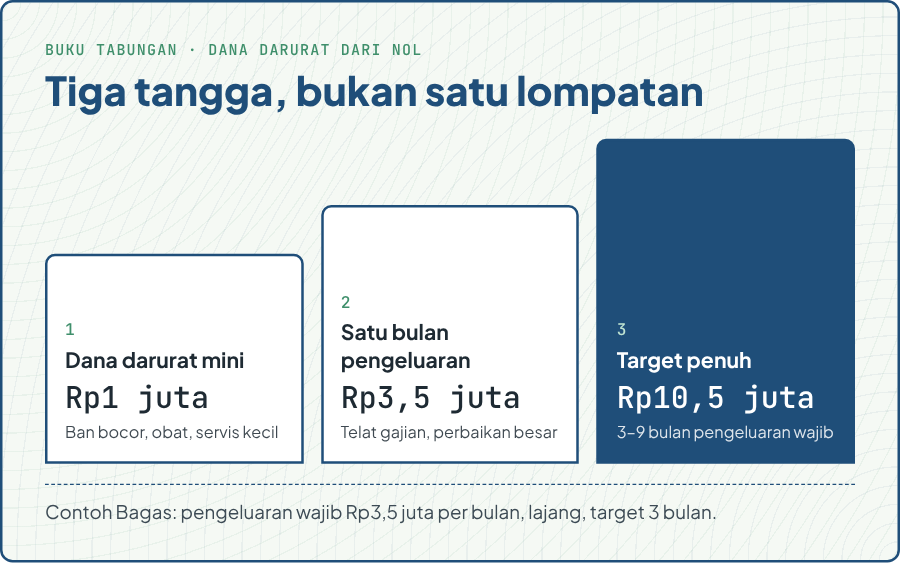 BUKU TABUNGAN · DANA DARURAT DARI NOL
Tiga tangga, bukan satu lompatan
1
Dana darurat mini
Rp1 juta
Ban bocor, obat, servis kecil
2
Satu bulan
pengeluaran
Rp3,5 juta
Telat gajian, perbaikan besar
3
Target penuh
Rp10,5 juta
3–9 bulan pengeluaran wajib
Contoh Bagas: pengeluaran wajib Rp3,5 juta per bulan, lajang, target 3 bulan.